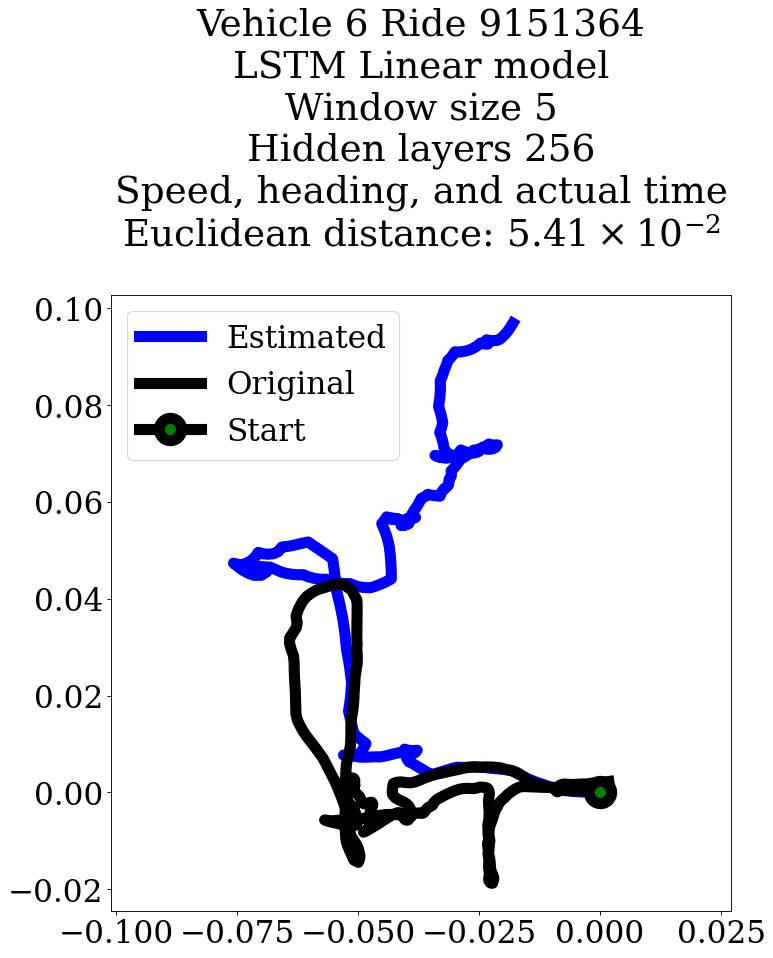 Vehicle 6 Ride 9151364
LSTM Linear model
Window size 5
Hidden layers 256
Speed, heading, and actual time
Euclidean distance: 5.41 × 10⁻²
Estimated
Original
Start
0.10
0.08
0.06
0.04
0.02
0.00
−0.02
−0.100 −0.075 −0.050 −0.025 0.000 0.025